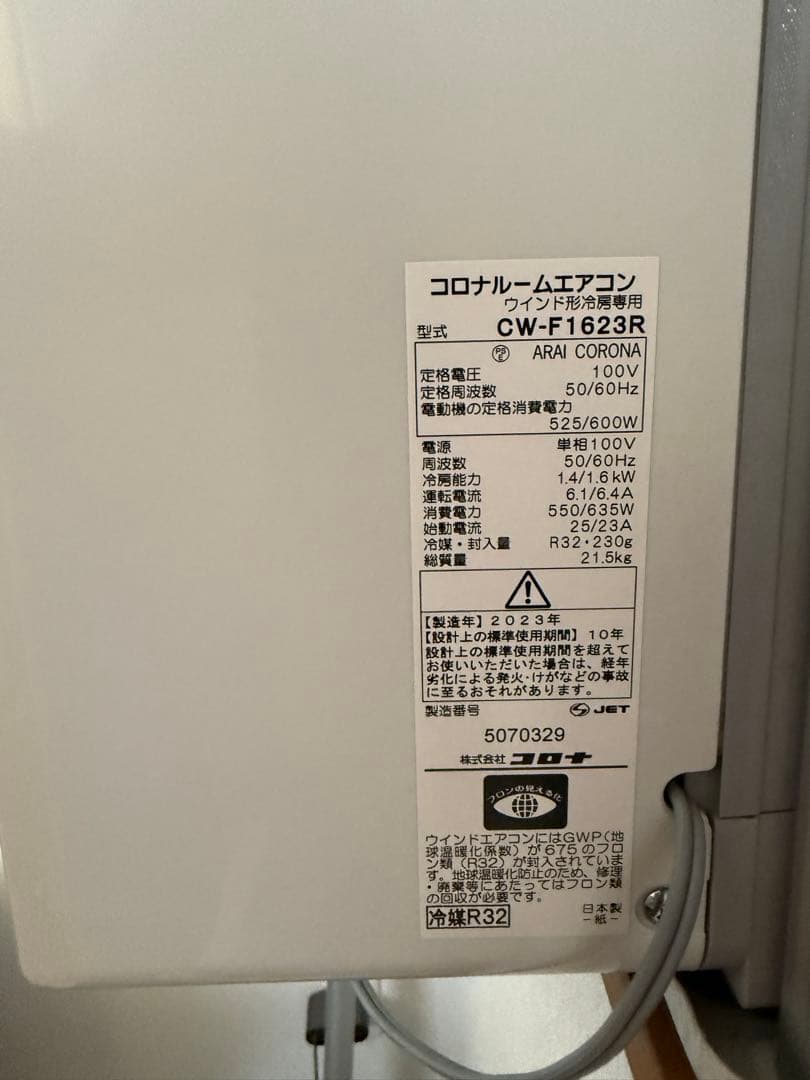 コロナルームエアコン
ウインド形冷房専用
型式 CW-F1623R
PSE ARAI CORONA
定格電圧 100V
定格周波数 50/60Hz
電動機の定格消費電力
525/600W
電源 単相100V
周波数 50/60Hz
冷房能力 1.4/1.6kW
運転電流 6.1/6.4A
消費電力 550/635W
始動電流 25/23A
冷媒・封入量 R32・230g
総質量 21.5kg
【製造年】2023年
【設計上の標準使用期間】10年
設計上の標準使用期間を超えて
お使いいただいた場合は、経年
劣化による発火・けがなどの事故
に至るおそれがあります。
製造番号 JET
5070329
株式会社コロナ
フロンの見える化
ウインドエアコンにはGWP(地
球温暖化係数)が675のフロ
ン類(R32)が封入されていま
す。地球温暖化防止のため、修理
・廃棄等にあたってはフロン類
の回収が必要です。
冷媒R32 日本製
-紙-